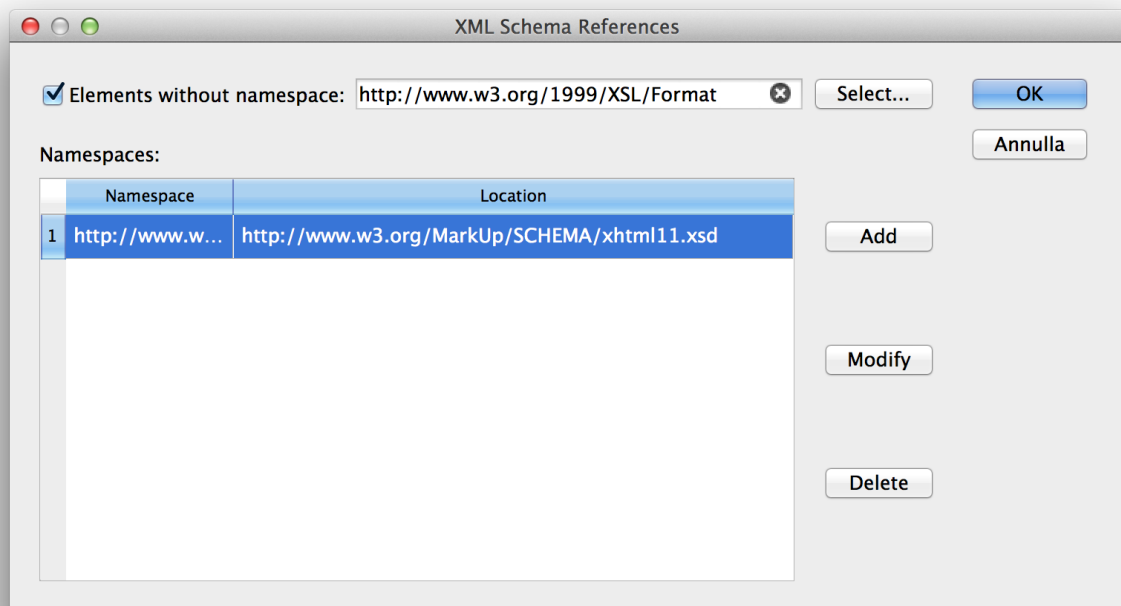 XML Schema References
Elements without namespace: http://www.w3.org/1999/XSL/Format Select... OK
Annulla
Namespaces:
Namespace Location
1 http://www.w... http://www.w3.org/MarkUp/SCHEMA/xhtml11.xsd
Add
Modify
Delete